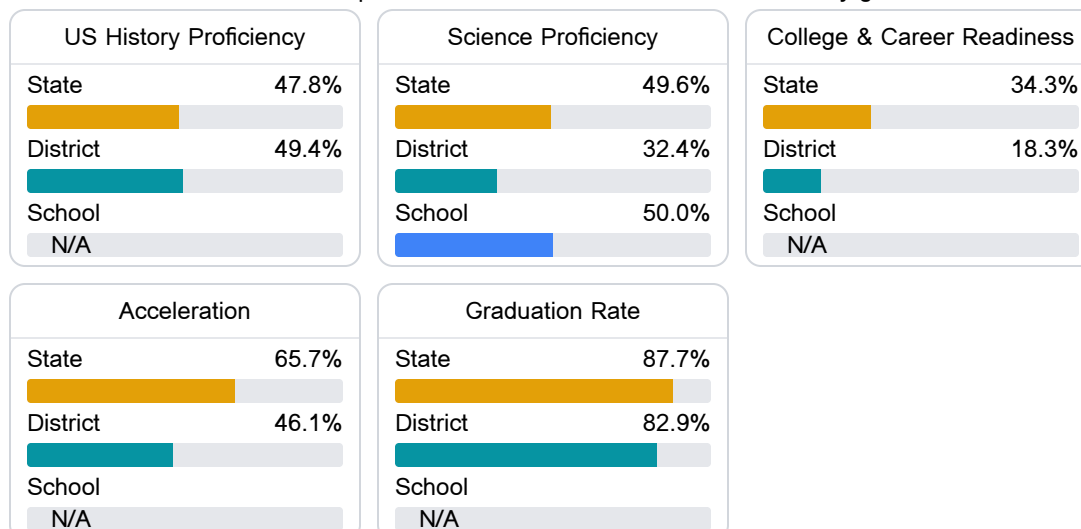 US History Proficiency
State 47.8%
District 49.4%
School
N/A
Science Proficiency
State 49.6%
District 32.4%
School 50.0%
College & Career Readiness
State 34.3%
District 18.3%
School
N/A
Acceleration
State 65.7%
District 46.1%
School
N/A
Graduation Rate
State 87.7%
District 82.9%
School
N/A